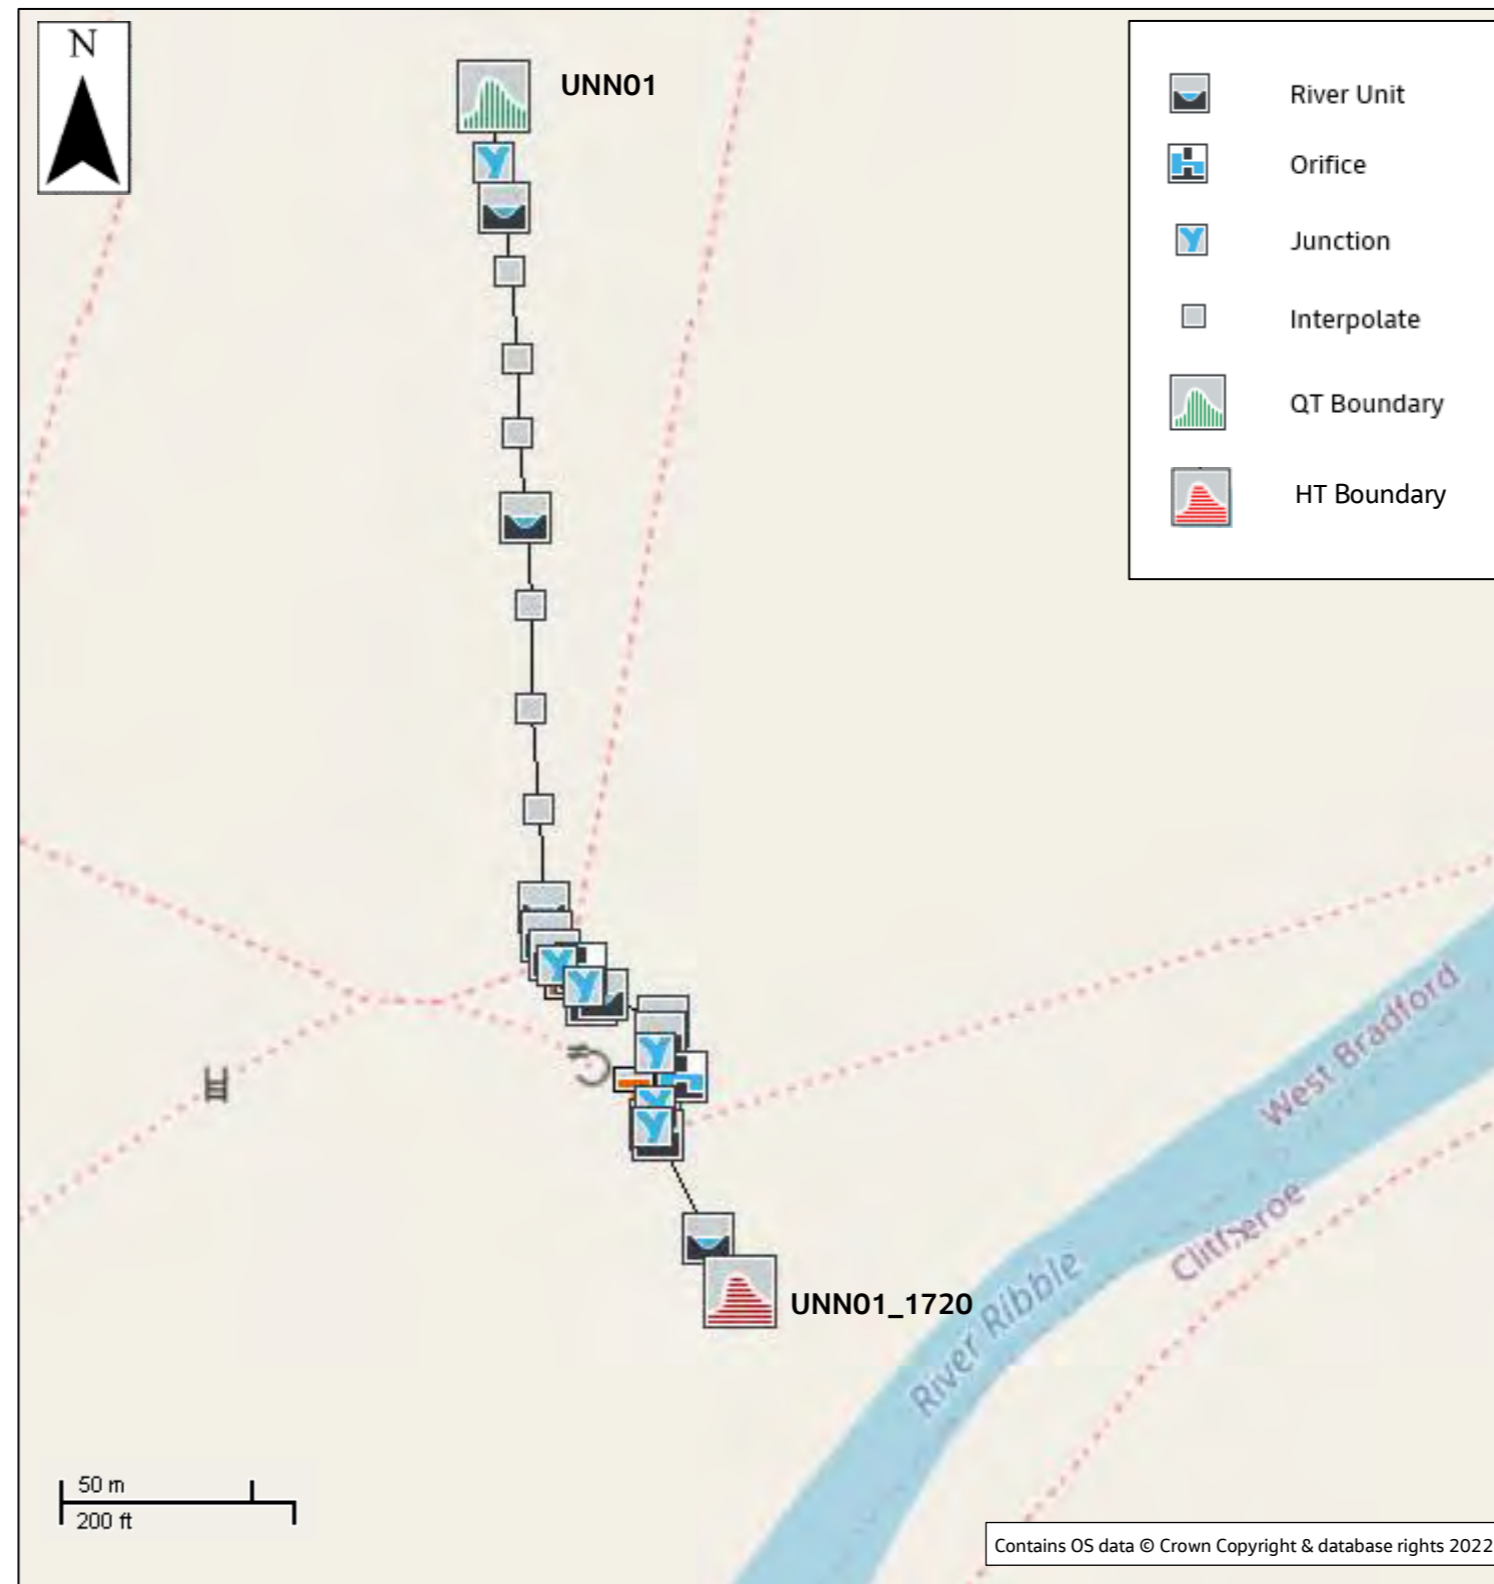 N
UNN01
River Unit
Orifice
Junction
Interpolate
QT Boundary
HT Boundary
West Bradford
Clitheroe
River Ribble
UNN01_1720
50 m
200 ft
Contains OS data © Crown Copyright & database rights 2022